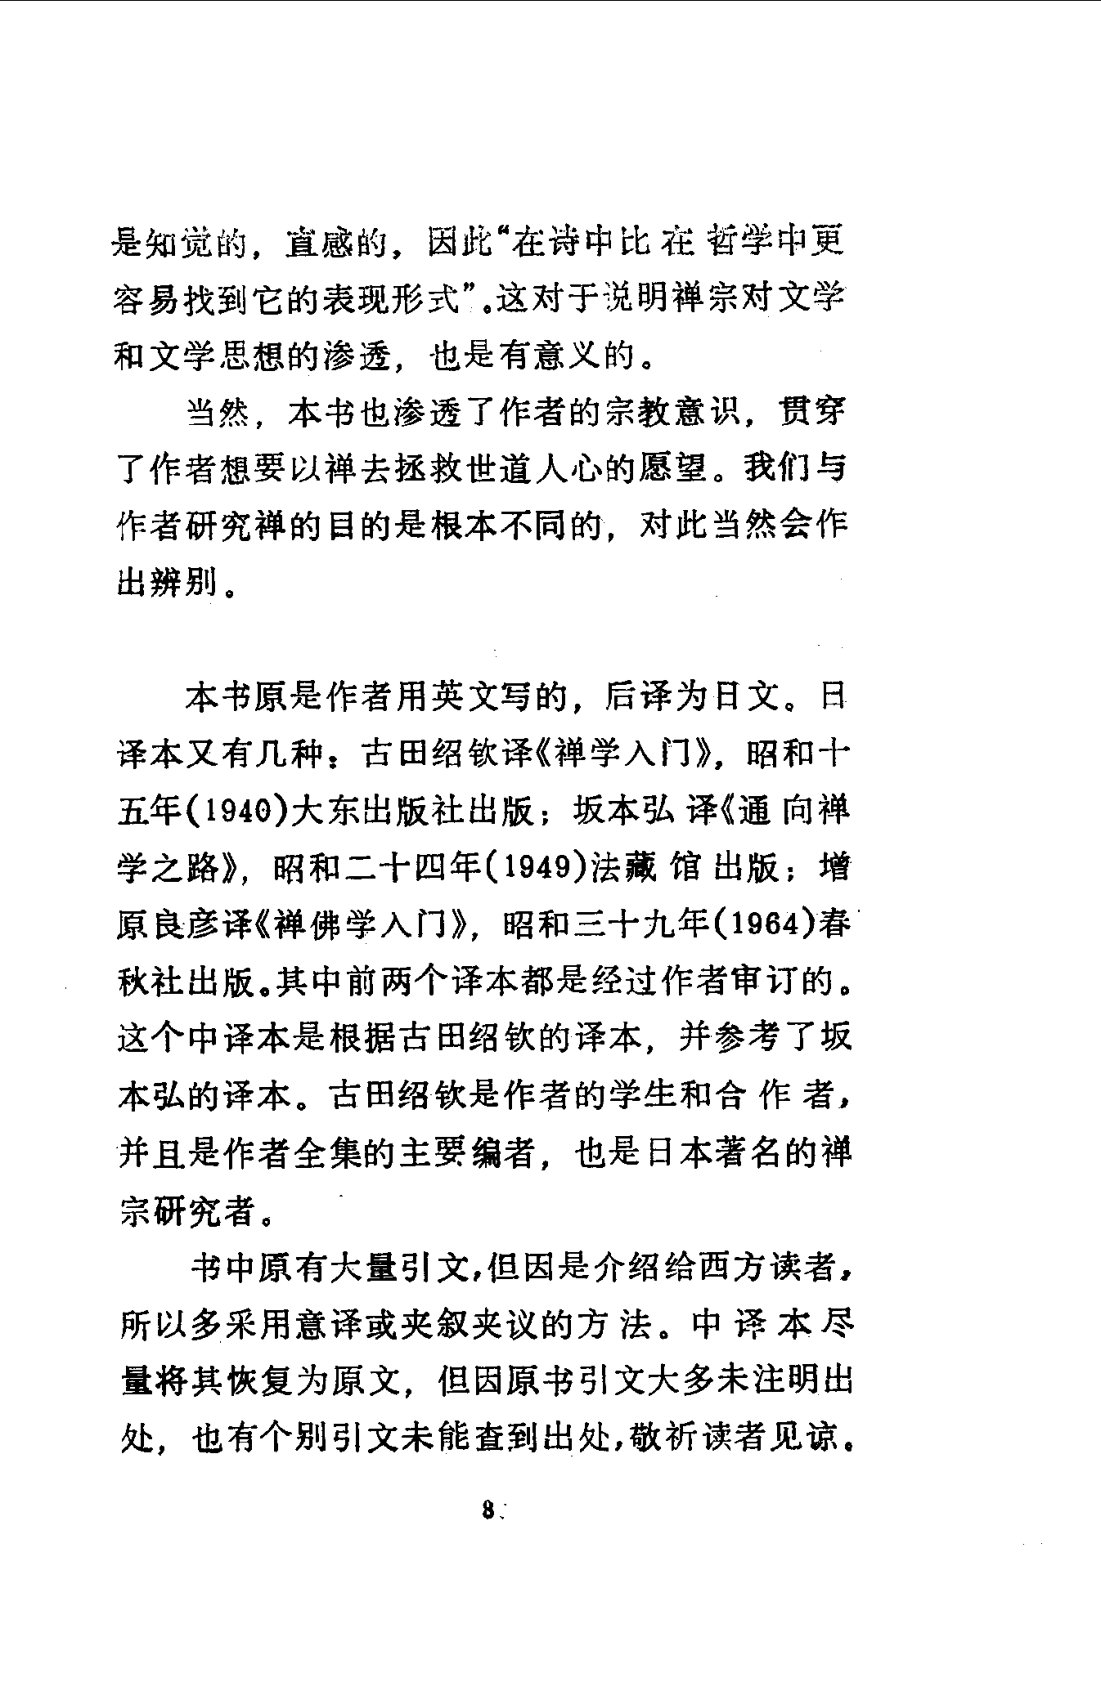 是知觉的，直感的，因此“在诗中比在哲学中更
容易找到它的表现形式”。这对于说明禅宗对文学
和文学思想的渗透，也是有意义的。
当然，本书也渗透了作者的宗教意识，贯穿
了作者想要以禅去拯救世道人心的愿望。我们与
作者研究禅的目的是根本不同的，对此当然会作
出辨别。
本书原是作者用英文写的，后译为日文。日
译本又有几种：古田绍钦译《禅学入门》，昭和十
五年(1940)大东出版社出版；坂本弘译《通向禅
学之路》，昭和二十四年(1949)法藏馆出版；增
原良彦译《禅佛学入门》，昭和三十九年(1964)春
秋社出版。其中前两个译本都是经过作者审订的。
这个中译本是根据古田绍钦的译本，并参考了坂
本弘的译本。古田绍钦是作者的学生和合作者，
并且是作者全集的主要编者，也是日本著名的禅
宗研究者。
书中原有大量引文，但因是介绍给西方读者，
所以多采用意译或夹叙夹议的方法。中译本尽
量将其恢复为原文，但因原书引文大多未注明出
处，也有个别引文未能查到出处，敬祈读者见谅。
8